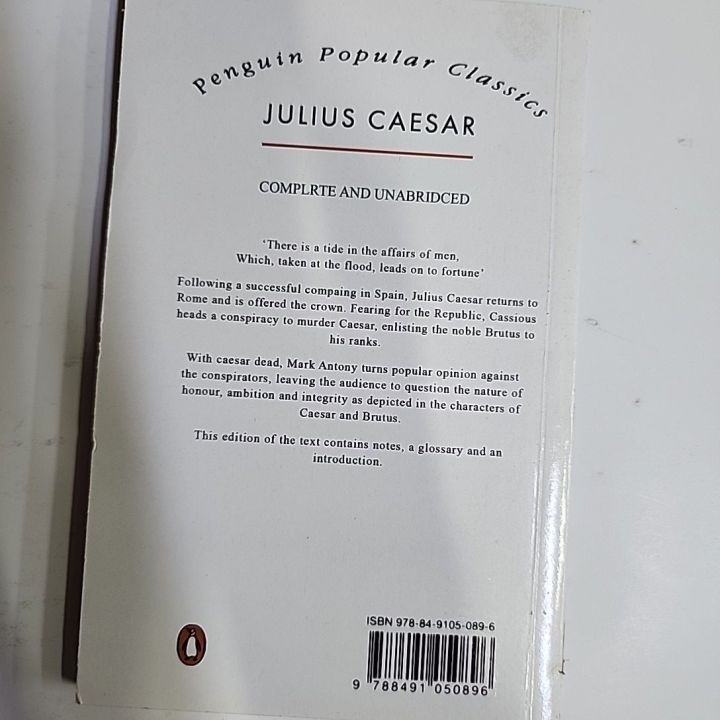 Penguin Popular Classics
JULIUS CAESAR
COMPLRTE AND UNABRIDCED
‘There is a tide in the affairs of men,
Which, taken at the flood, leads on to fortune’
Following a successful compaing in Spain, Julius Caesar returns to
Rome and is offered the crown. Fearing for the Republic, Cassious
heads a conspiracy to murder Caesar, enlisting the noble Brutus to
his ranks.
With caesar dead, Mark Antony turns popular opinion against
the conspirators, leaving the audience to question the nature of
honour, ambition and integrity as depicted in the characters of
Caesar and Brutus.
This edition of the text contains notes, a glossary and an
introduction.
ISBN 978-84-9105-089-6
9 788491 050896